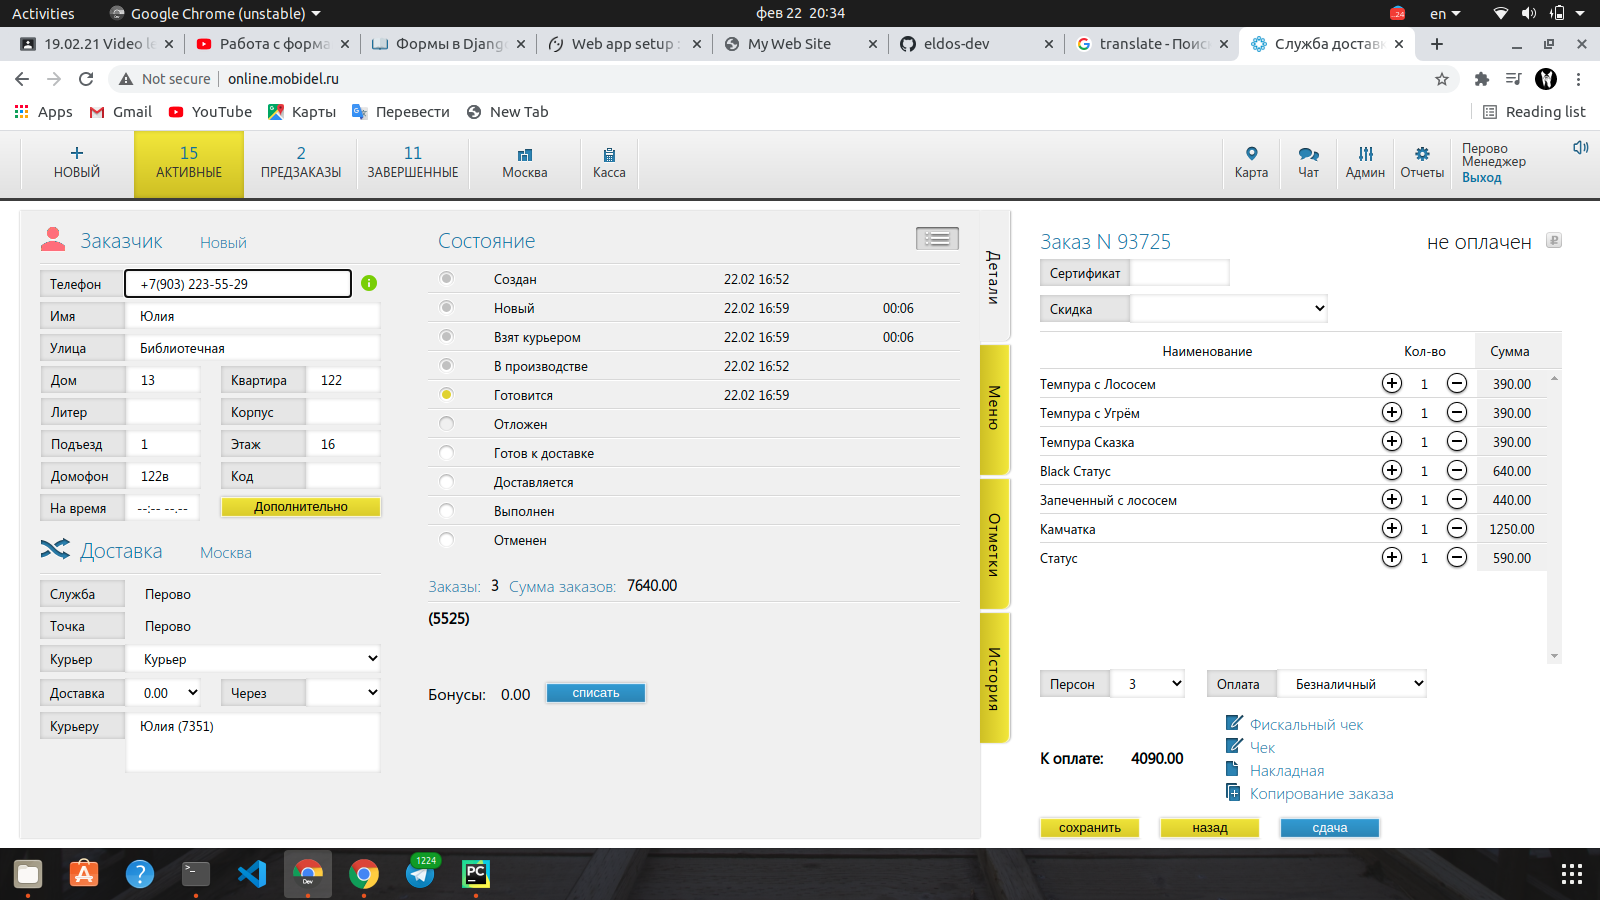 Activities
Google Chrome (unstable)
фев 22 20:34
24
en
19.02.21 Video le
Работа с форма
Формы в Djang
Web app setup :
My Web Site
eldos-dev
translate - Поис
Служба достав
Not secure
online.mobidel.ru
Apps
Gmail
YouTube
Карты
Перевести
New Tab
Reading list
НОВЫЙ
15
АКТИВНЫЕ
2
ПРЕДЗАКАЗЫ
11
ЗАВЕРШЕННЫЕ
Москва
Касса
Карта
Чат
Админ
Отчеты
Перово
Менеджер
Выход
Заказчик
Новый
Телефон
+7(903) 223-55-29
Имя
Юлия
Улица
Библиотечная
Дом
13
Квартира
122
Литер
Корпус
Подъезд
1
Этаж
16
Домофон
122в
Код
На время
--:-- --.--
Дополнительно
Доставка
Москва
Служба
Перово
Точка
Перово
Курьер
Курьер
Доставка
0.00
Через
Курьеру
Юлия (7351)
Состояние
Создан 22.02 16:52
Новый 22.02 16:59 00:06
Взят курьером 22.02 16:59 00:06
В производстве 22.02 16:52
Готовится 22.02 16:59
Отложен
Готов к доставке
Доставляется
Выполнен
Отменен
Заказы: 3 Сумма заказов: 7640.00
(5525)
Бонусы: 0.00 списать
Детали
Меню
Отметки
История
Заказ N 93725
не оплачен
Сертификат
Скидка
Наименование Кол-во Сумма
Темпура с Лососем 1 390.00
Темпура с Угрём 1 390.00
Темпура Сказка 1 390.00
Black Статус 1 640.00
Запеченный с лососем 1 440.00
Камчатка 1 1250.00
Статус 1 590.00
Персон
3
Оплата
Безналичный
К оплате: 4090.00
Фискальный чек
Чек
Накладная
Копирование заказа
сохранить
назад
сдача
Dev
1224
PC